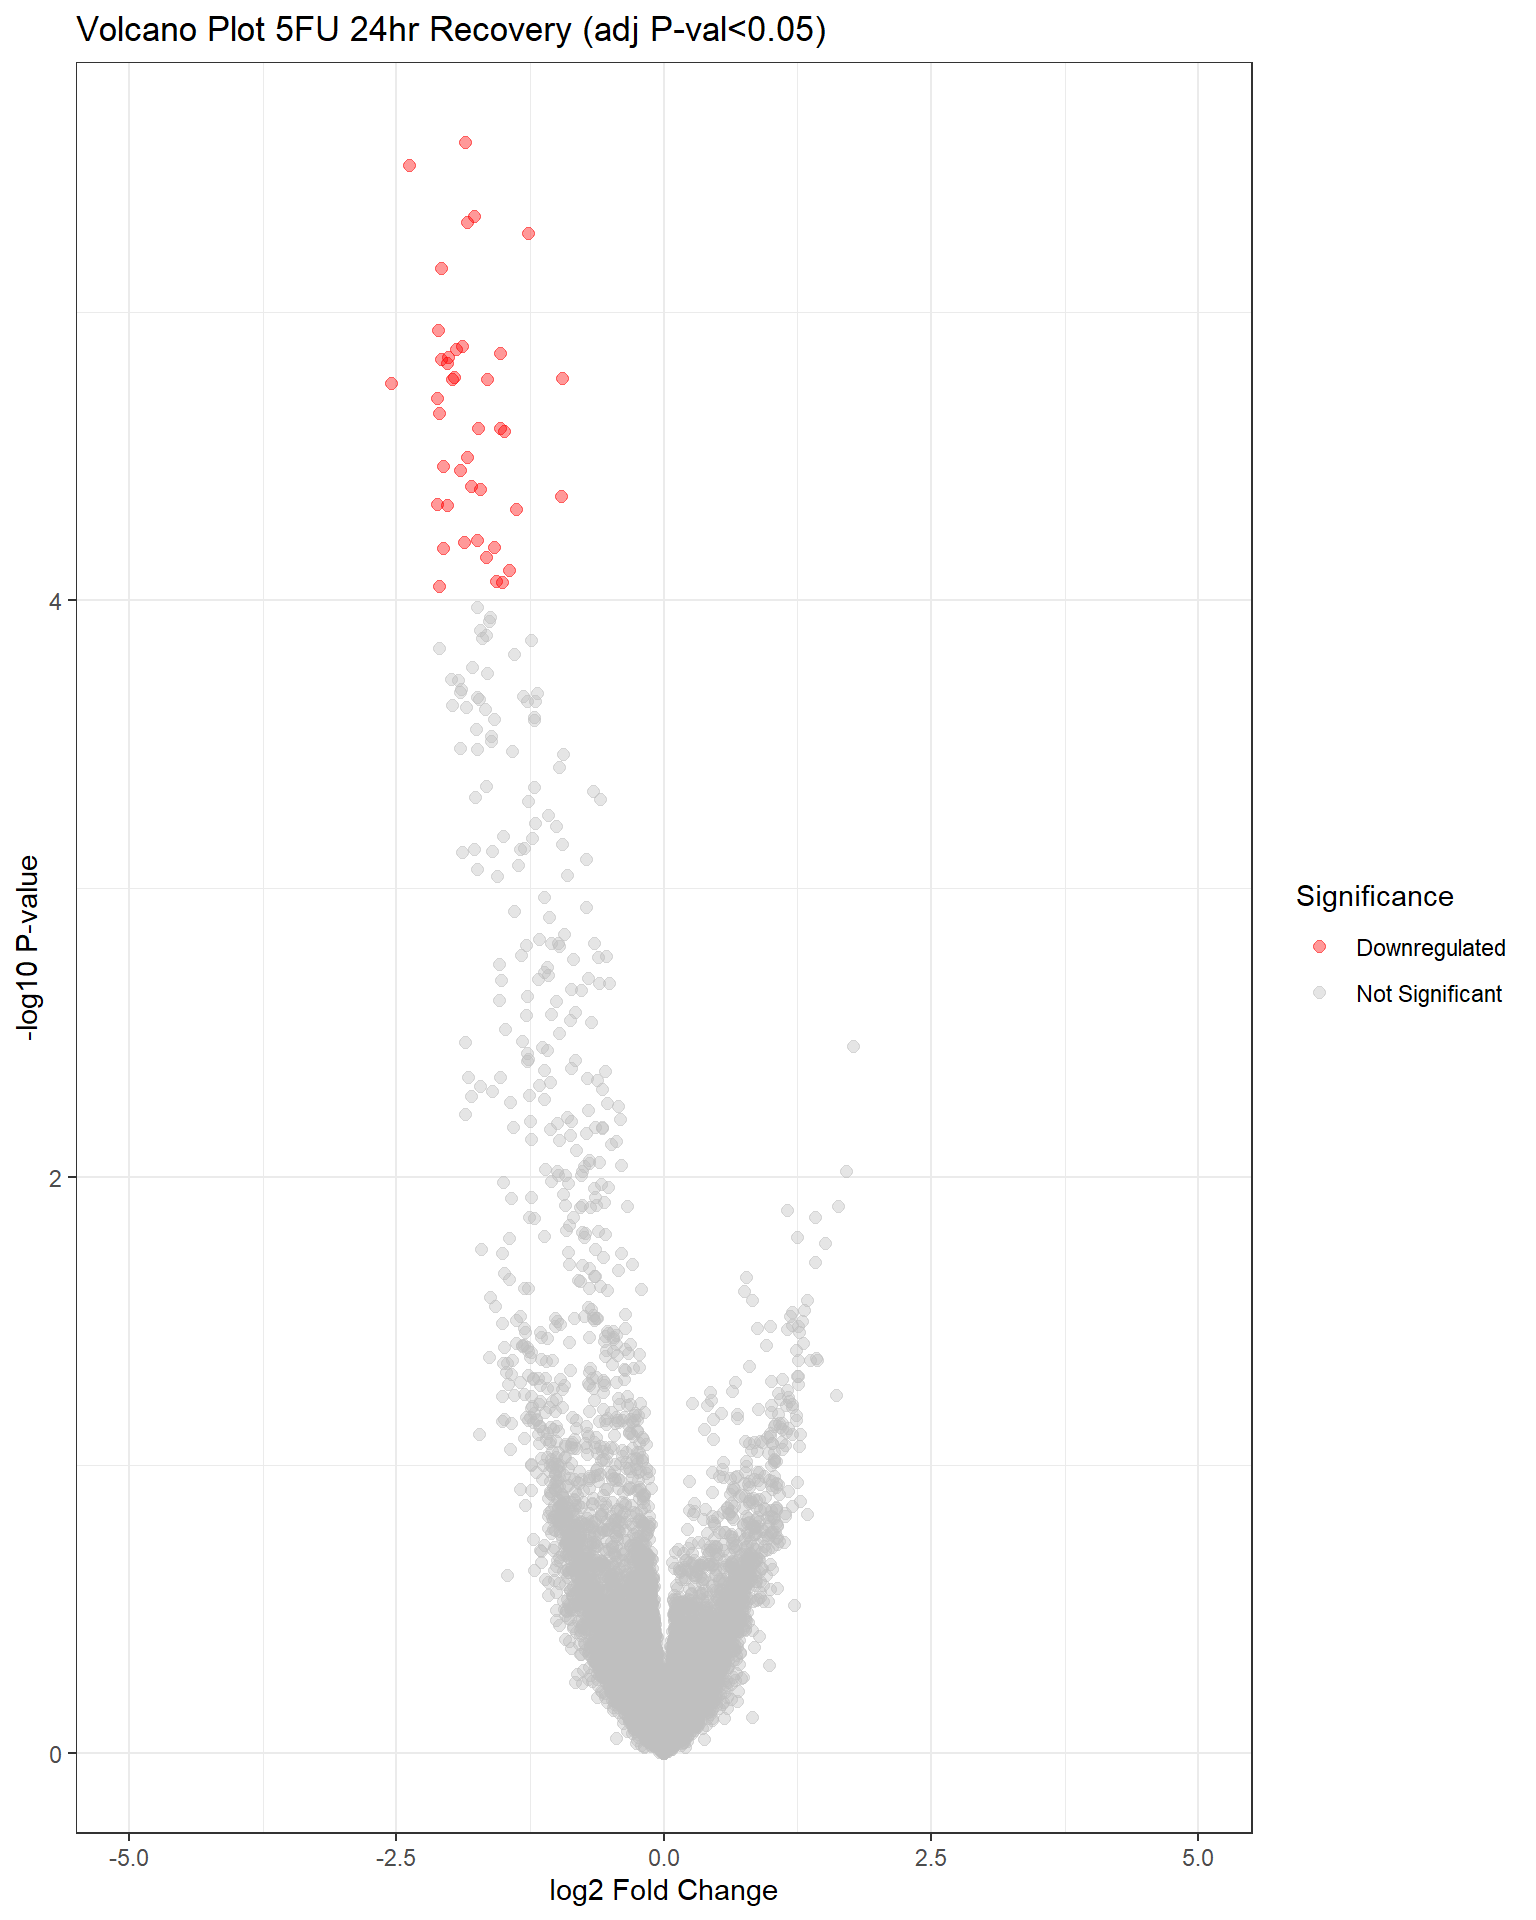 Volcano Plot 5FU 24hr Recovery (adj P-val<0.05)
-log10 P-value
4
2
0
-5.0
-2.5
0.0
2.5
5.0
log2 Fold Change
Significance
Downregulated
Not Significant